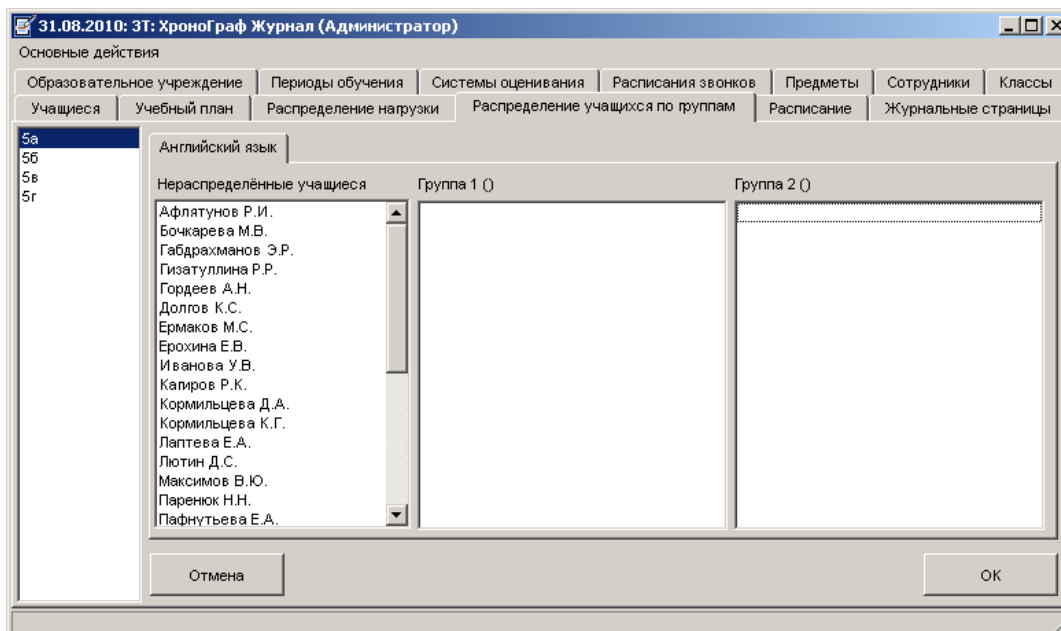 31.08.2010: ЗТ: ХроноГраф Журнал (Администратор)
Основные действия
Образовательное учреждение Периоды обучения Системы оценивания Расписания звонков Предметы Сотрудники Классы
Учащиеся Учебный план Распределение нагрузки Распределение учащихся по группам Расписание Журнальные страницы
5а
5б
5в
5г
Английский язык
Нераспределённые учащиеся Группа 1 () Группа 2 ()
Афлятунов Р.И.
Бочкарева М.В.
Габдрахманов Э.Р.
Гизатуллина Р.Р.
Гордеев А.Н.
Долгов К.С.
Ермаков М.С.
Ерохина Е.В.
Иванова У.В.
Капиров Р.К.
Кормильцева Д.А.
Кормильцева К.Г.
Лаптева Е.А.
Лютин Д.С.
Максимов В.Ю.
Паренюк Н.Н.
Пафнутьева Е.А.
Отмена OK